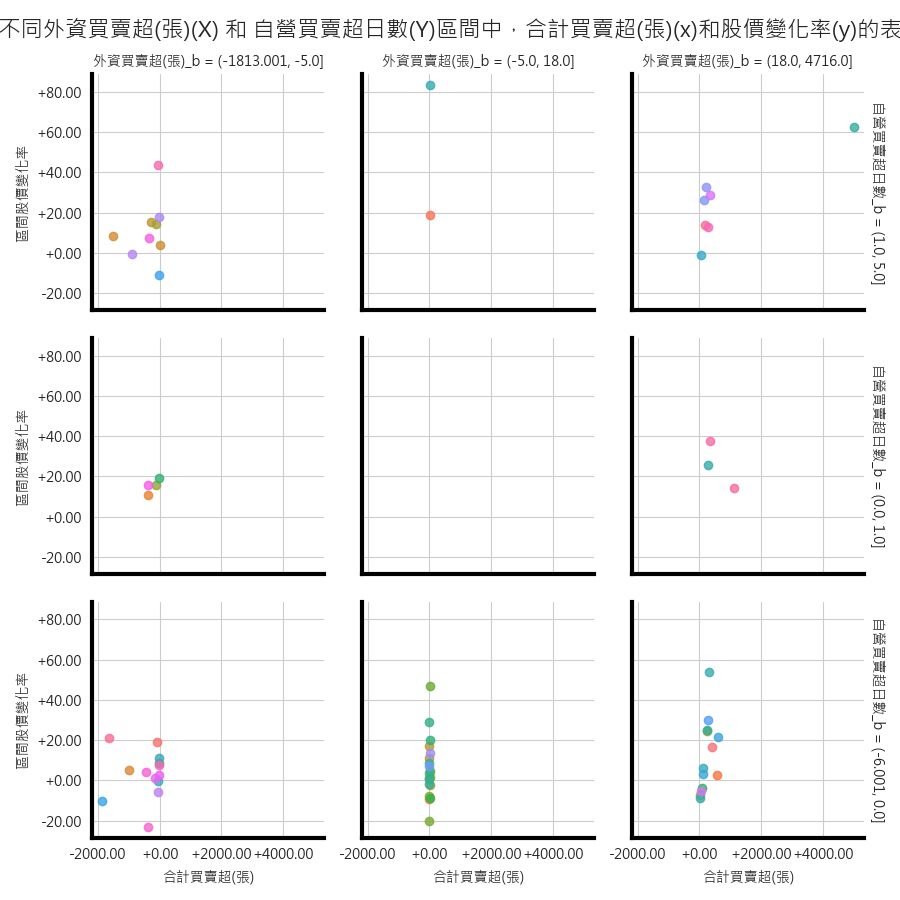 不同外資買賣超(張)(X) 和 自營買賣超日數(Y)區間中，合計買賣超(張)(x)和股價變化率(y)的表
外資買賣超(張)_b = (-1813.001, -5.0]
外資買賣超(張)_b = (-5.0, 18.0]
外資買賣超(張)_b = (18.0, 4716.0]
+80.00
+60.00
+40.00
+20.00
+0.00
-20.00
區間股價變化率
自營買賣超日數_b = (1.0, 5.0]
+80.00
+60.00
+40.00
+20.00
+0.00
-20.00
區間股價變化率
自營買賣超日數_b = (0.0, 1.0]
+80.00
+60.00
+40.00
+20.00
+0.00
-20.00
區間股價變化率
自營買賣超日數_b = (-6.001, 0.0]
-2000.00 +0.00 +2000.00 +4000.00
-2000.00 +0.00 +2000.00 +4000.00
-2000.00 +0.00 +2000.00 +4000.00
合計買賣超(張)
合計買賣超(張)
合計買賣超(張)